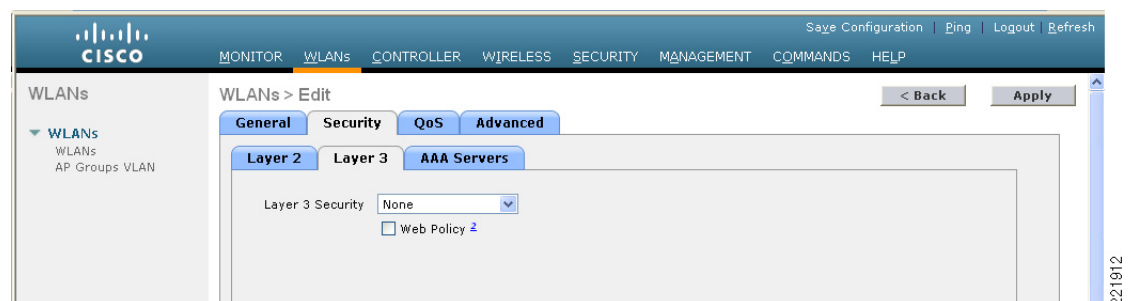 Save Configuration | Ping | Logout | Refresh
CISCO
MONITOR WLANs CONTROLLER WIRELESS SECURITY MANAGEMENT COMMANDS HELP
WLANs
WLANs > Edit
< Back
Apply
General Security QoS Advanced
WLANs
WLANs
AP Groups VLAN
Layer 2 Layer 3 AAA Servers
Layer 3 Security None
Web Policy 2
221912